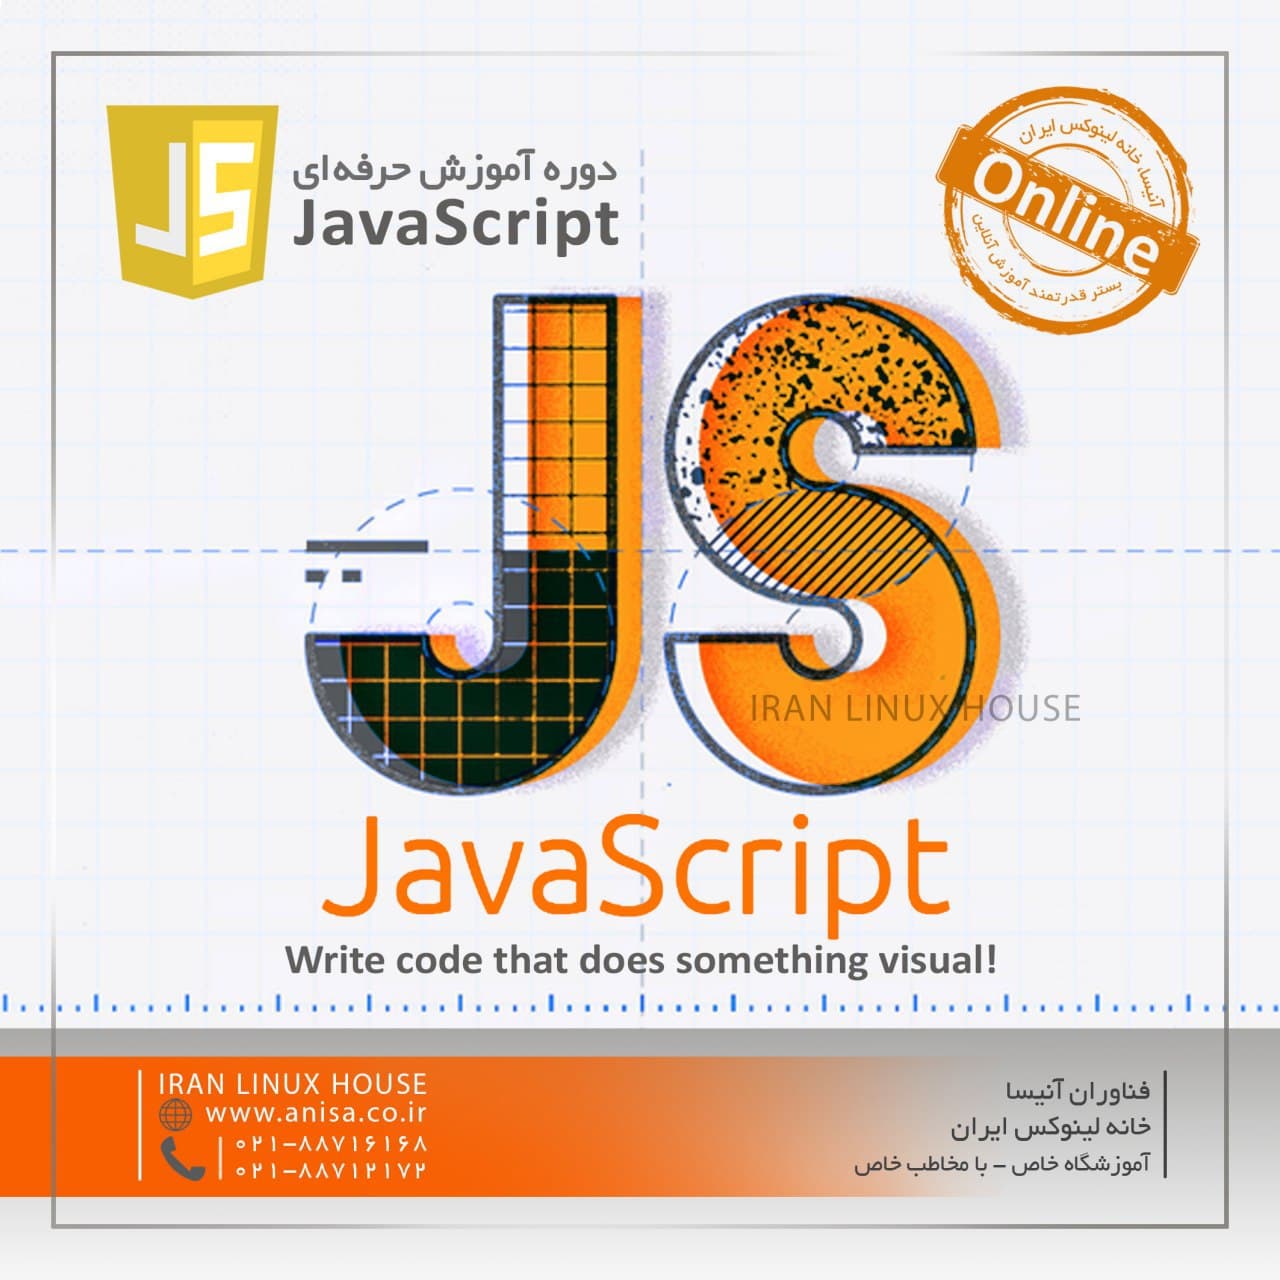 JS
دوره آموزش حرفه‌ای
JavaScript
آنیسا، خانه لینوکس ایران
Online
بستر قدرتمند آموزش آنلاین
JS
IRAN LINUX HOUSE
JavaScript
Write code that does something visual!
IRAN LINUX HOUSE
www.anisa.co.ir
۰۲۱-۸۸۷۱۶۱۶۸
۰۲۱-۸۸۷۱۲۱۷۲
فناوران آنیسا
خانه لینوکس ایران
آموزشگاه خاص - با مخاطب خاص